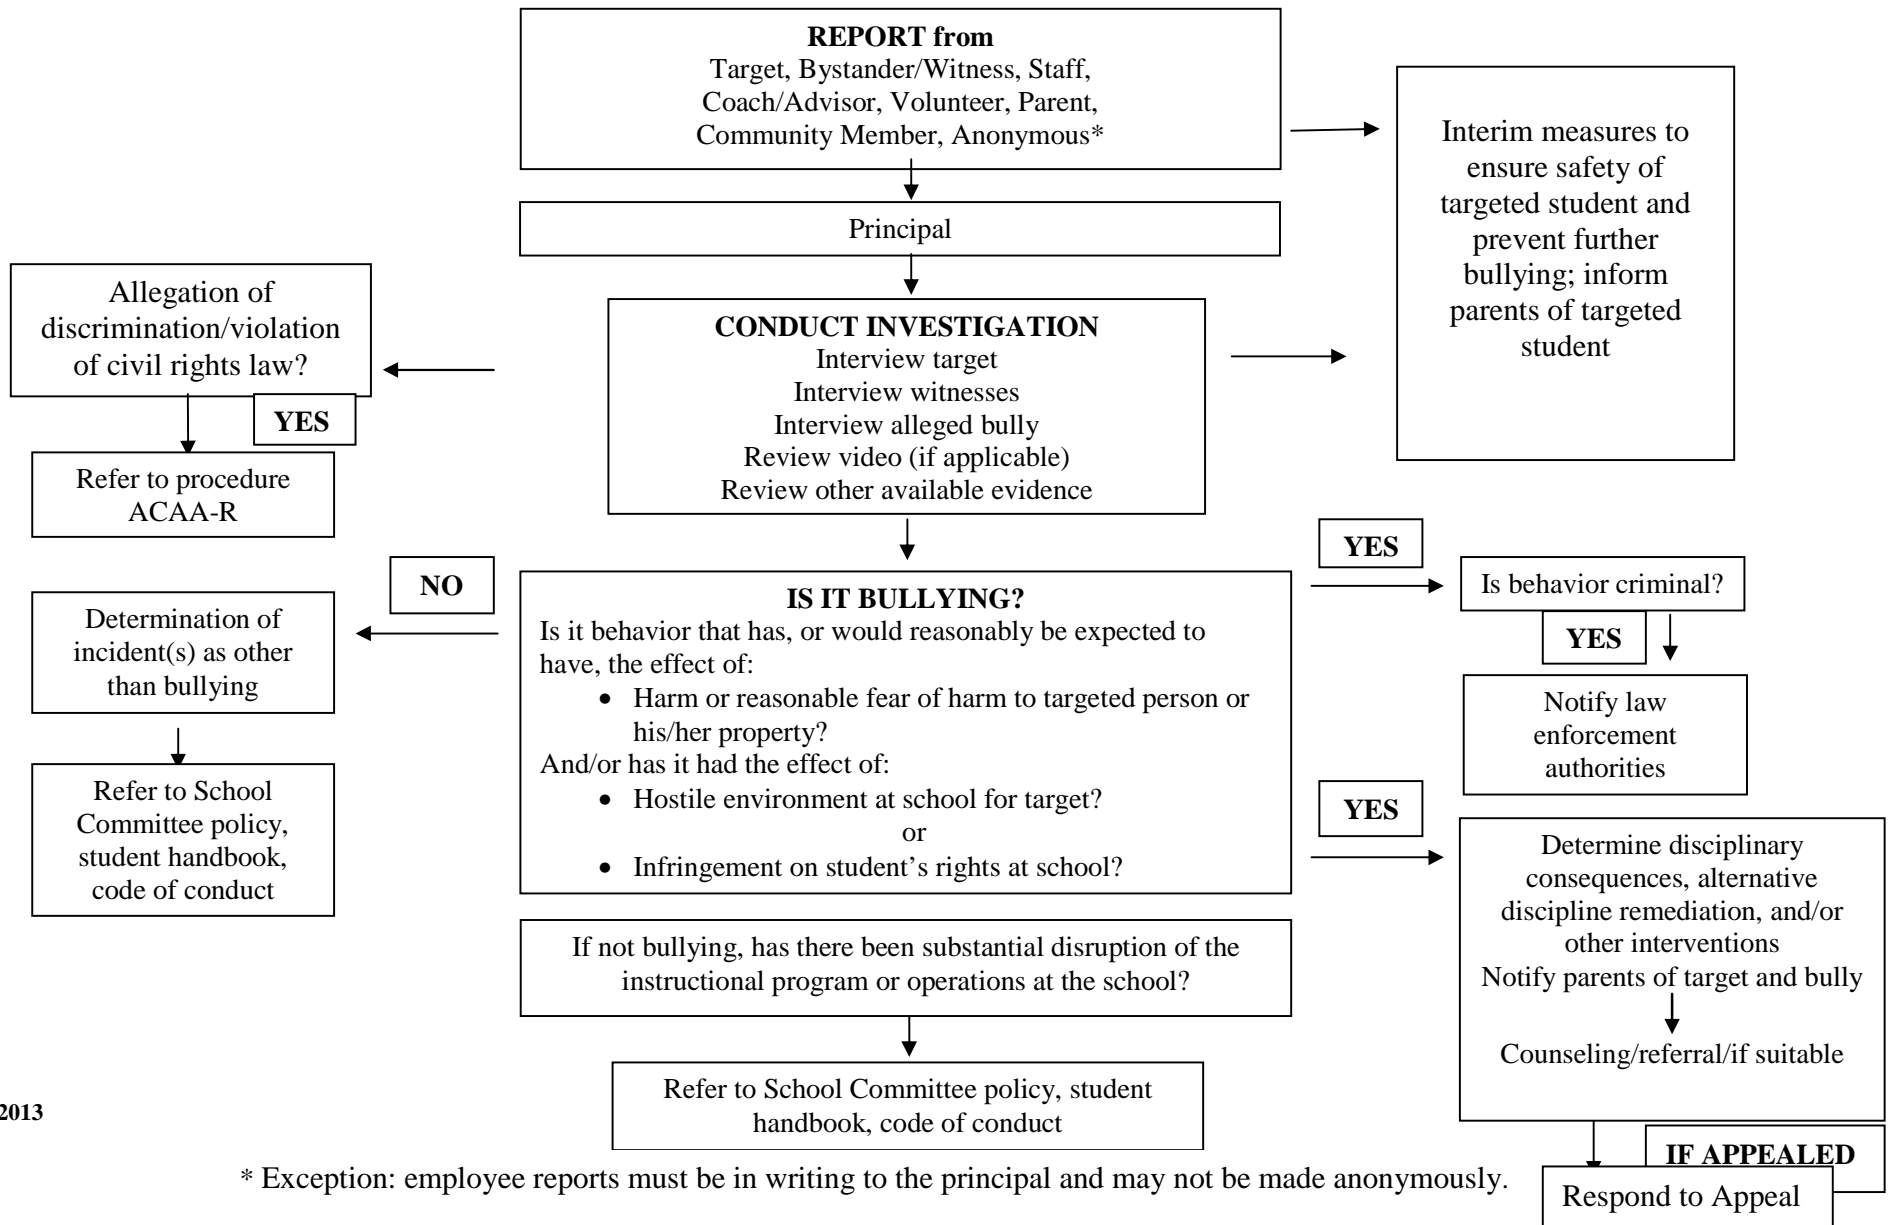 REPORT from
Target, Bystander/Witness, Staff,
Coach/Advisor, Volunteer, Parent,
Community Member, Anonymous*
Interim measures to
ensure safety of
targeted student and
prevent further
bullying; inform
parents of targeted
student
Principal
Allegation of
discrimination/violation
of civil rights law?
YES
Refer to procedure
ACAA-R
CONDUCT INVESTIGATION
Interview target
Interview witnesses
Interview alleged bully
Review video (if applicable)
Review other available evidence
NO
Determination of
incident(s) as other
than bullying
Refer to School
Committee policy,
student handbook,
code of conduct
IS IT BULLYING?
Is it behavior that has, or would reasonably be expected to
have, the effect of:
• Harm or reasonable fear of harm to targeted person or
his/her property?
And/or has it had the effect of:
• Hostile environment at school for target?
or
• Infringement on student’s rights at school?
YES
Is behavior criminal?
YES
Notify law
enforcement
authorities
YES
Determine disciplinary
consequences, alternative
discipline remediation, and/or
other interventions
Notify parents of target and bully
Counseling/referral/if suitable
If not bullying, has there been substantial disruption of the
instructional program or operations at the school?
Refer to School Committee policy, student
handbook, code of conduct
2013
IF APPEALED
Respond to Appeal
* Exception: employee reports must be in writing to the principal and may not be made anonymously.